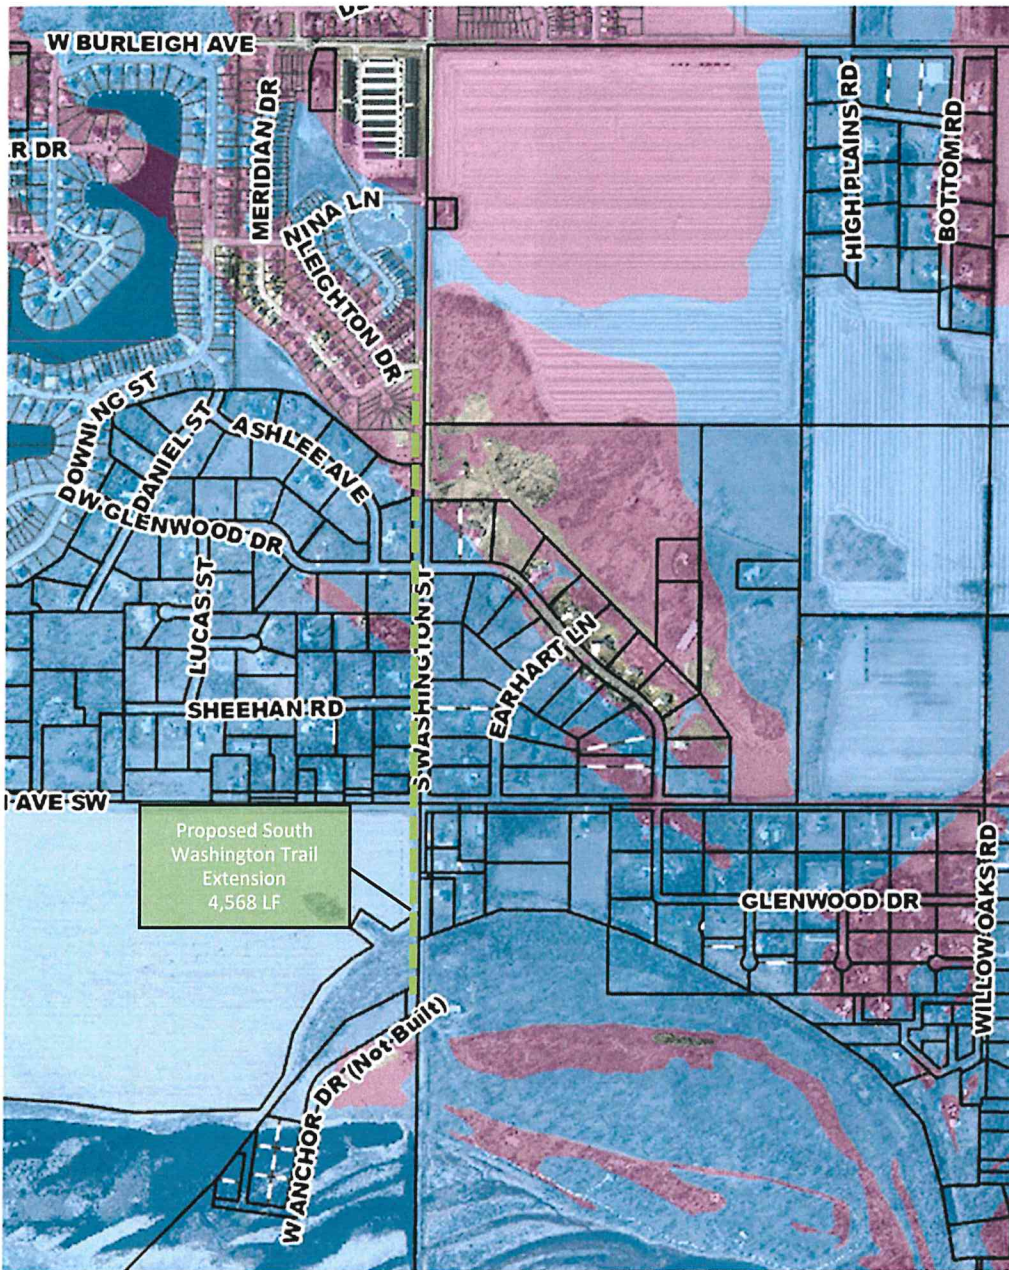 W BURLEIGH AVE
R DR
MERIDIAN DR
NINA LN
N LEIGHTON DR
HIGH PLAINS RD
BOTTOM RD
DOWNING ST
DANIEL ST
ASHLEE AVE
W GLENWOOD DR
LUCAS ST
SHEEHAN RD
S WASHINGTON ST
EARHART LN
AVE SW
Proposed South
Washington Trail
Extension
4,568 LF
GLENWOOD DR
WILLOW OAKS RD
W ANCHOR DR (Not Built)